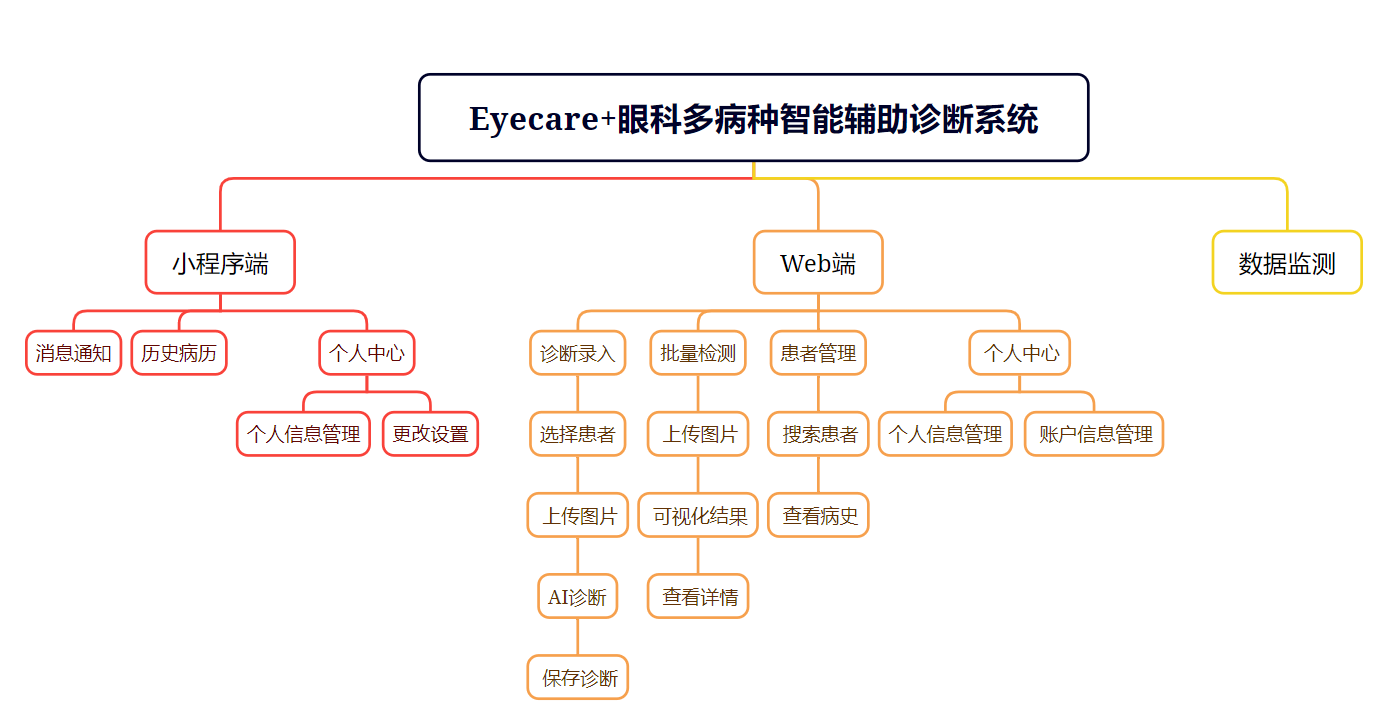 Eyecare+眼科多病种智能辅助诊断系统
小程序端
Web端
数据监测
消息通知
历史病历
个人中心
诊断录入
批量检测
患者管理
个人中心
个人信息管理
更改设置
选择患者
上传图片
搜索患者
个人信息管理
账户信息管理
上传图片
可视化结果
查看病史
AI诊断
查看详情
保存诊断